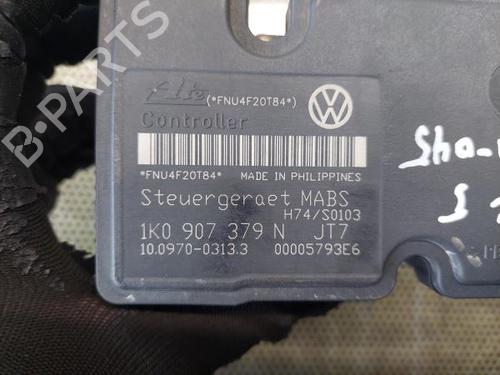 B-PARTS
Ate (*FNU4F20T84*)
Controller
*FNU4F20T84* MADE IN PHILIPPINES
Steuergeraet MABS
H74/S0103
1K0 907 379 N JT7
10.0970-0313.3 00005793E6